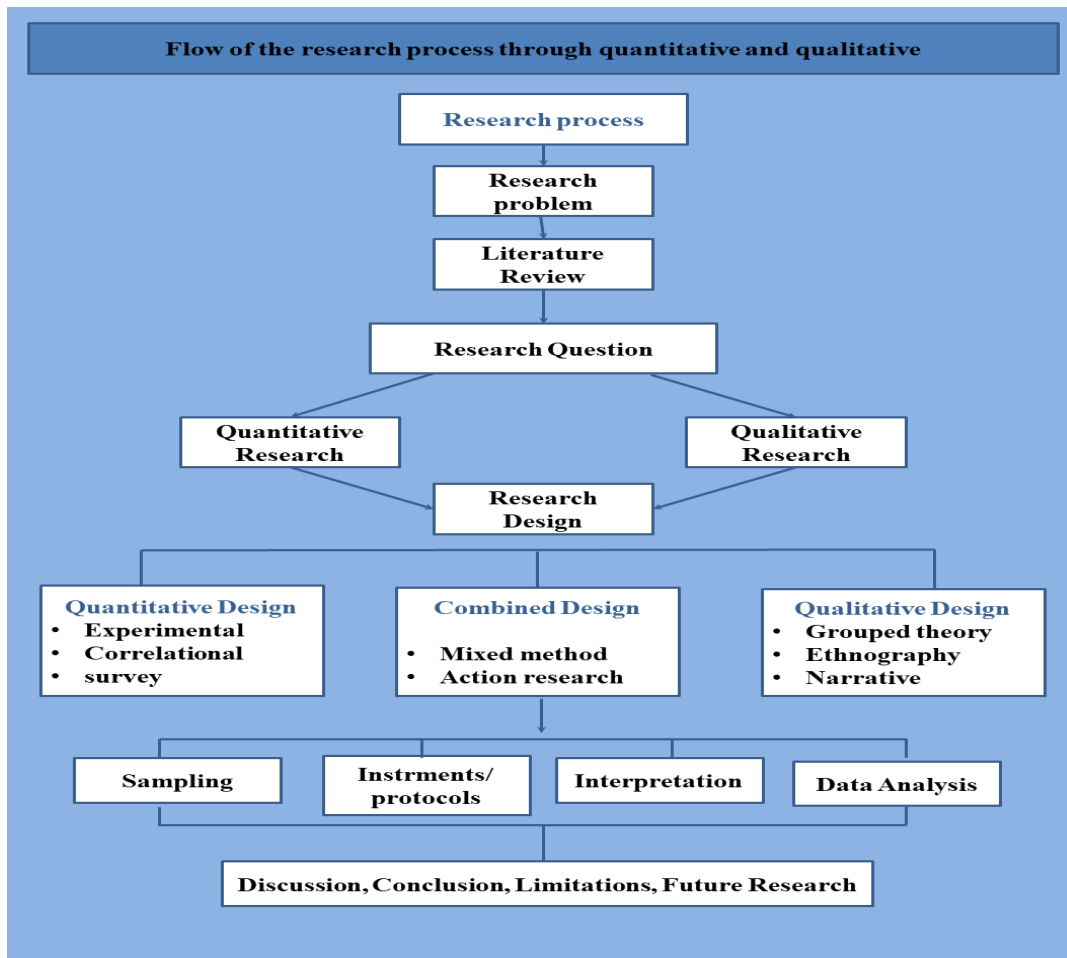 Flow of the research process through quantitative and qualitative
Research process
Research
problem
Literature
Review
Research Question
Quantitative
Research
Qualitative
Research
Research
Design
Quantitative Design
• Experimental
• Correlational
• survey
Combined Design
• Mixed method
• Action research
Qualitative Design
• Grouped theory
• Ethnography
• Narrative
Sampling
Instrments/
protocols
Interpretation
Data Analysis
Discussion, Conclusion, Limitations, Future Research